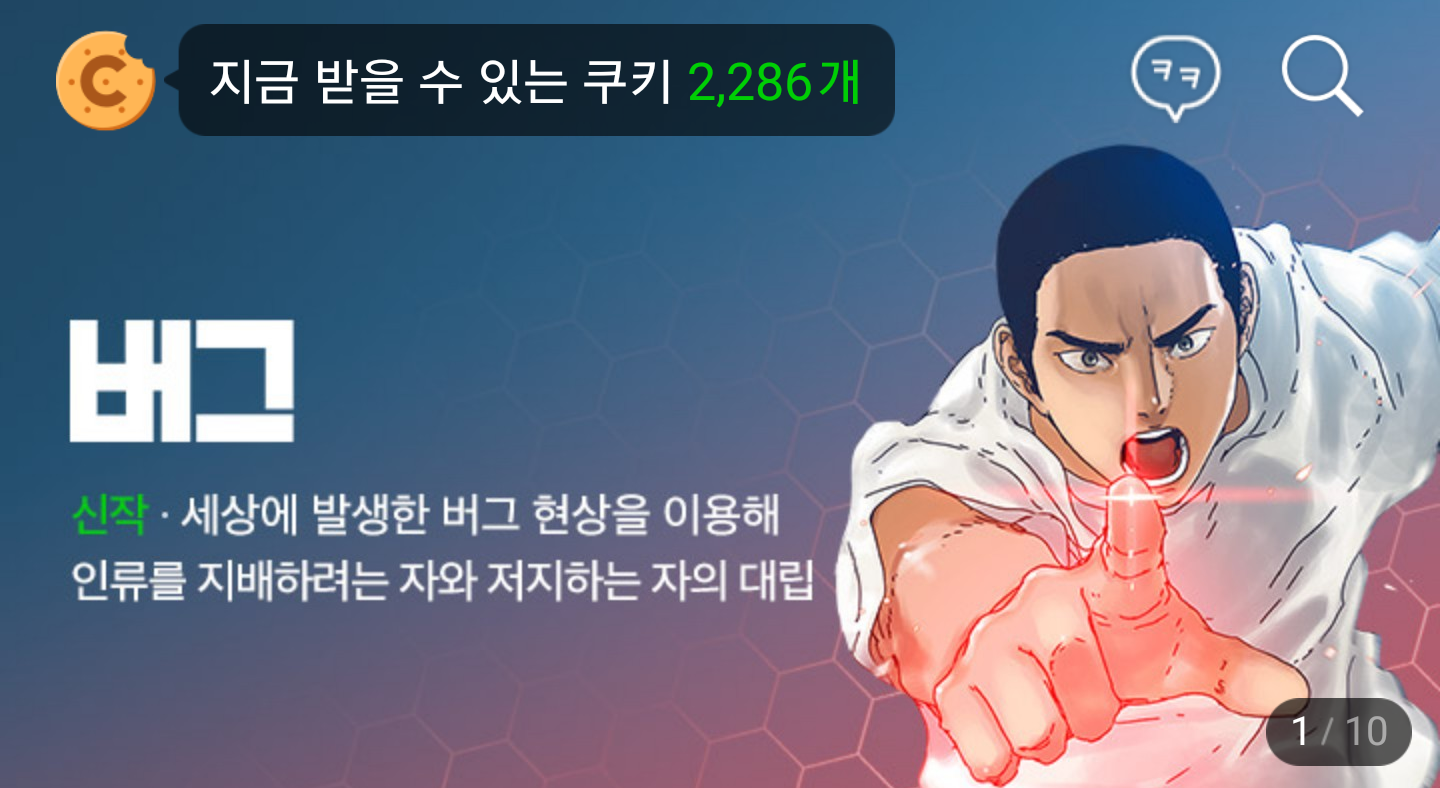 지금 받을 수 있는 쿠키 2,286개
ㅋㅋ
버그
신작 · 세상에 발생한 버그 현상을 이용해
인류를 지배하려는 자와 저지하는 자의 대립
1 / 10